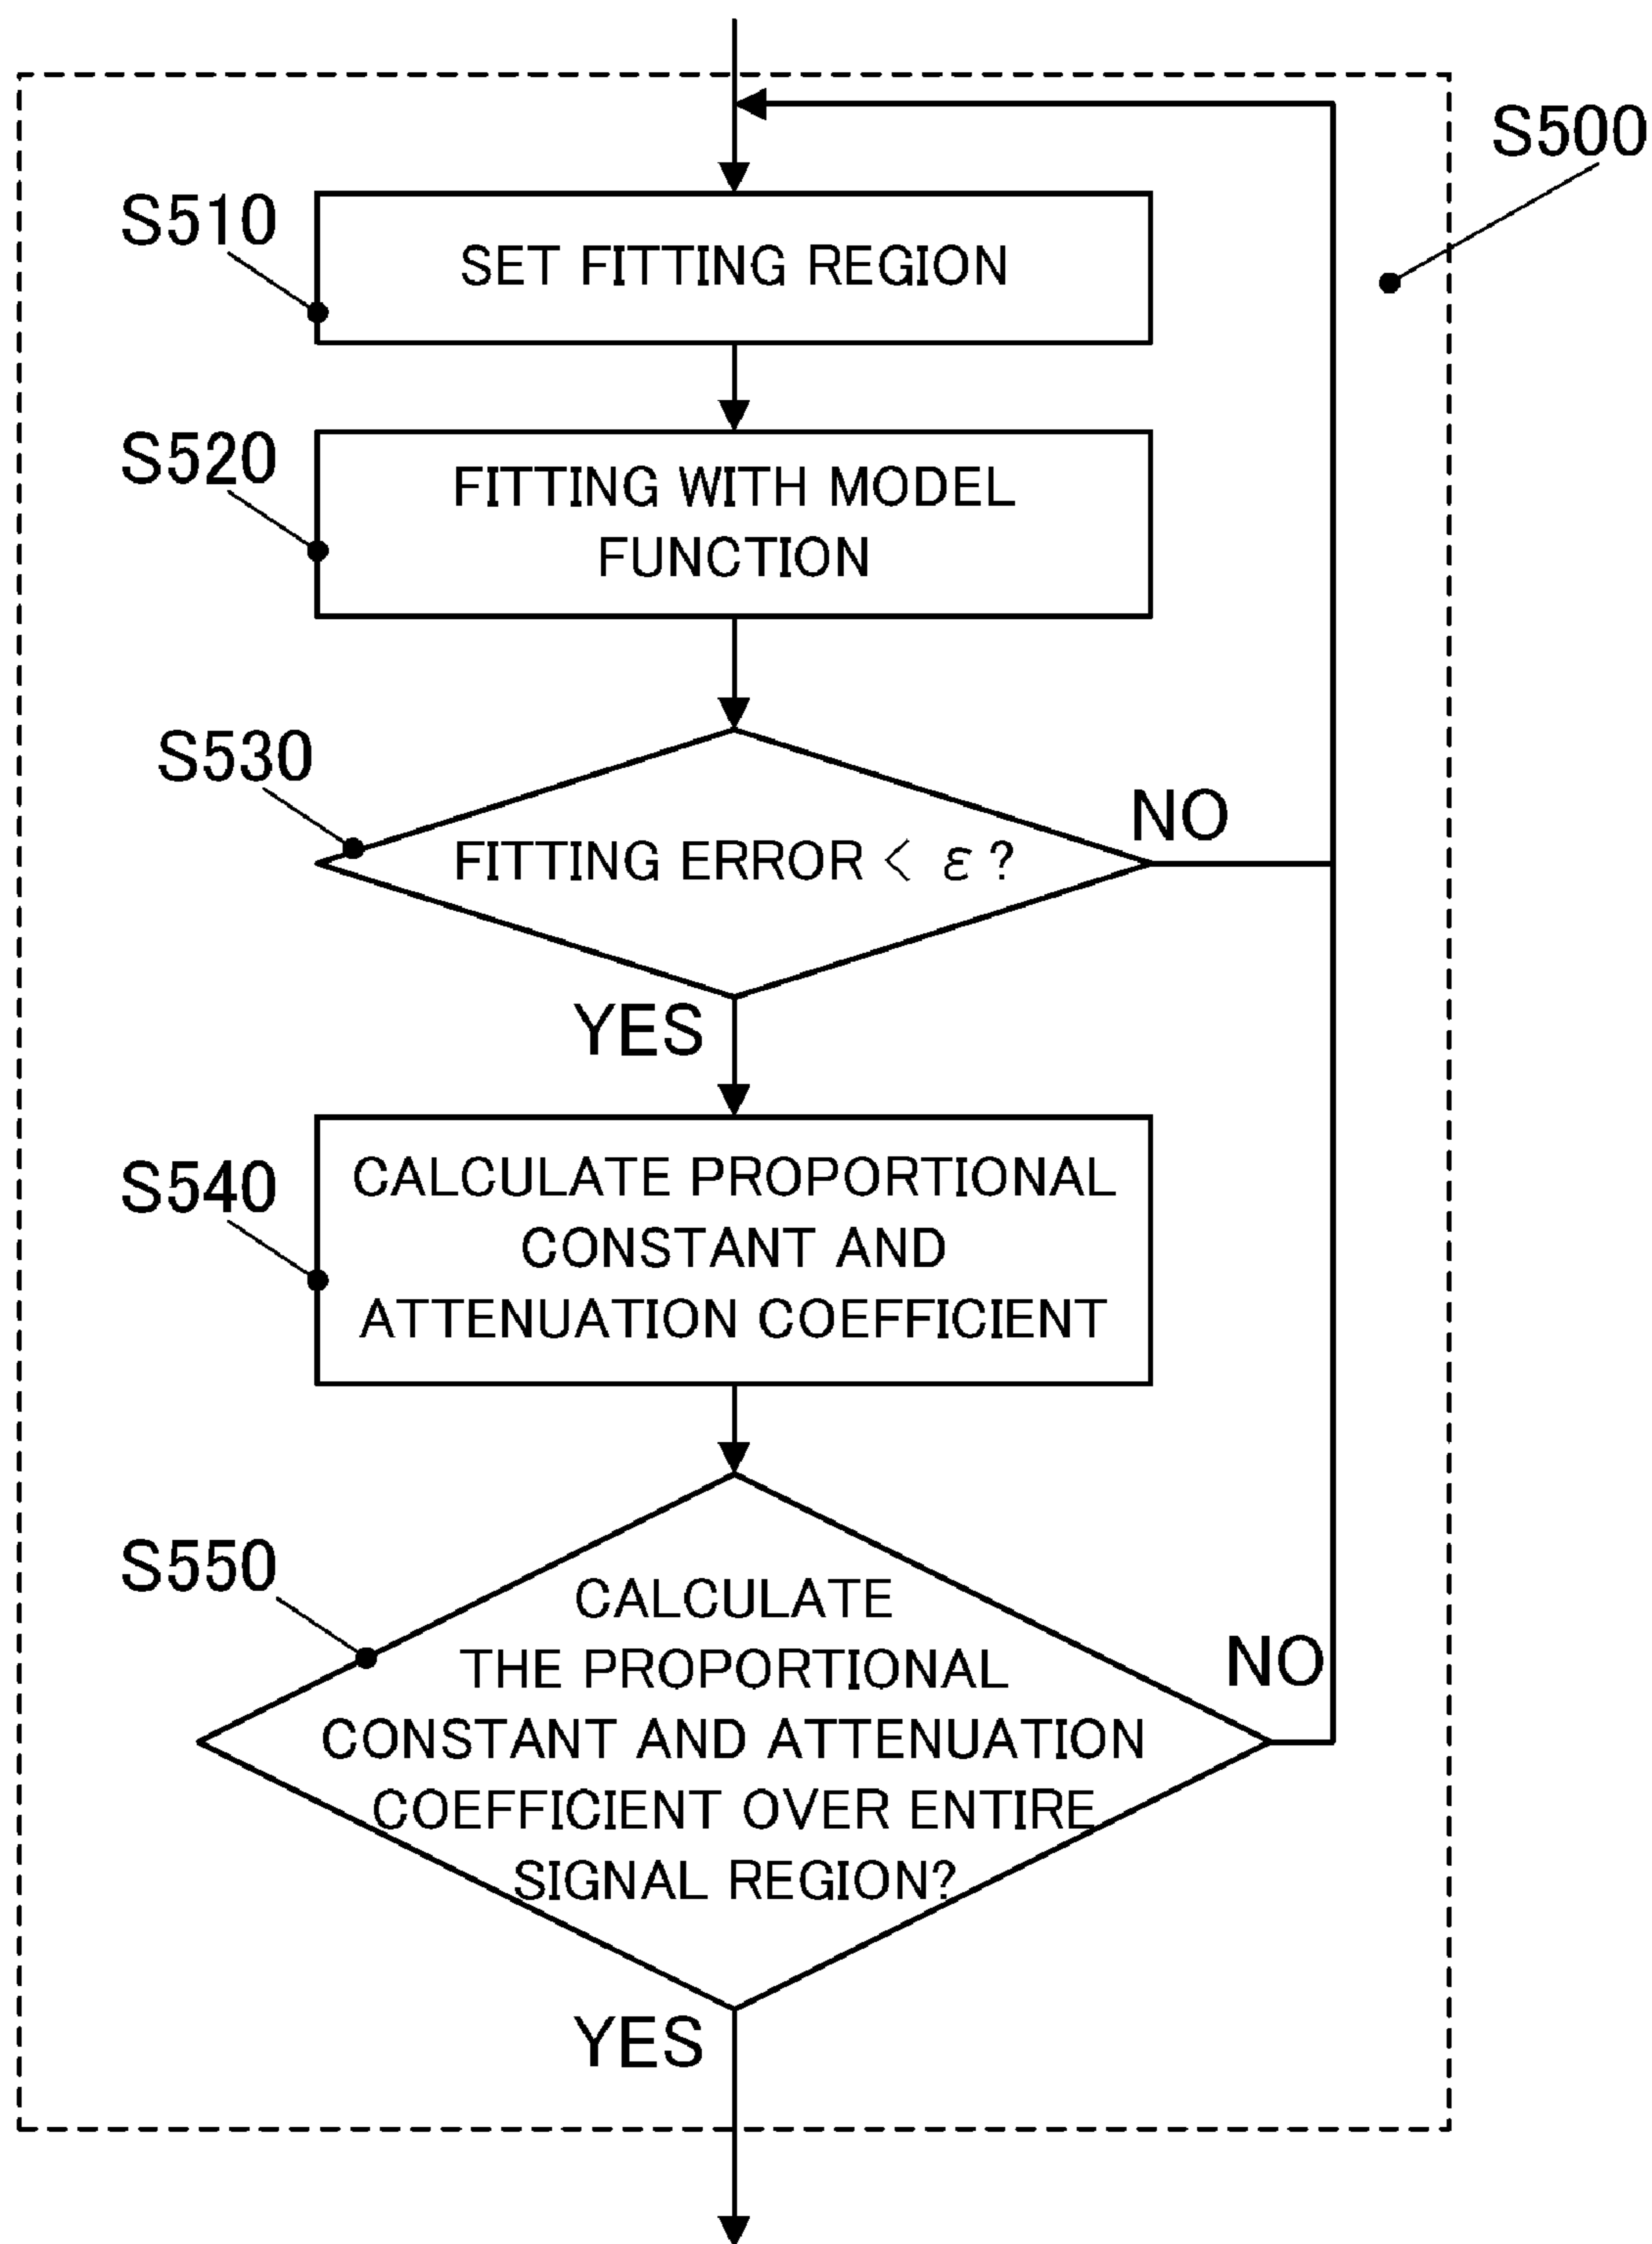 S500
S510
SET FITTING REGION
S520
FITTING WITH MODEL
FUNCTION
S530
FITTING ERROR < ε?
NO
YES
S540
CALCULATE PROPORTIONAL
CONSTANT AND
ATTENUATION COEFFICIENT
S550
CALCULATE
THE PROPORTIONAL
CONSTANT AND ATTENUATION
COEFFICIENT OVER ENTIRE
SIGNAL REGION?
NO
YES